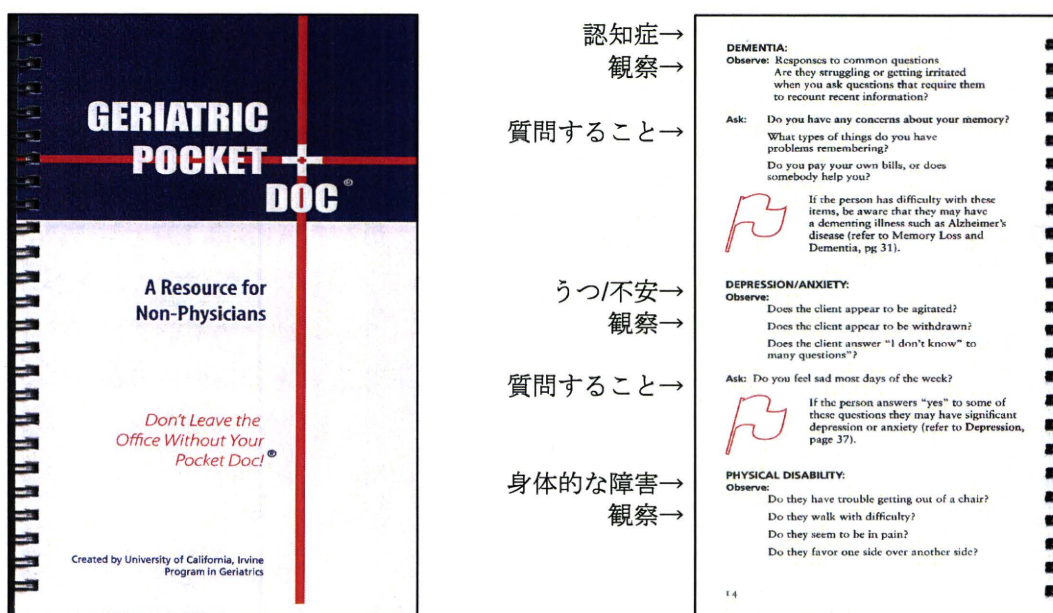 GERIATRIC
POCKET
DOC®
A Resource for
Non-Physicians
Don't Leave the
Office Without Your
Pocket Doc!®
Created by University of California, Irvine
Program in Geriatrics
認知症→
観察→
質問すること→
うつ/不安→
観察→
質問すること→
身体的な障害→
観察→
DEMENTIA:
Observe: Responses to common questions
Are they struggling or getting irritated
when you ask questions that require them
to recount recent information?
Ask: Do you have any concerns about your memory?
What types of things do you have
problems remembering?
Do you pay your own bills, or does
somebody help you?
If the person has difficulty with these
items, be aware that they may have
a dementing illness such as Alzheimer's
disease (refer to Memory Loss and
Dementia, pg 31).
DEPRESSION/ANXIETY:
Observe:
Does the client appear to be agitated?
Does the client appear to be withdrawn?
Does the client answer "I don't know" to
many questions"?
Ask: Do you feel sad most days of the week?
If the person answers "yes" to some of
these questions they may have significant
depression or anxiety (refer to Depression,
page 37).
PHYSICAL DISABILITY:
Observe:
Do they have trouble getting out of a chair?
Do they walk with difficulty?
Do they seem to be in pain?
Do they favor one side over another side?
14